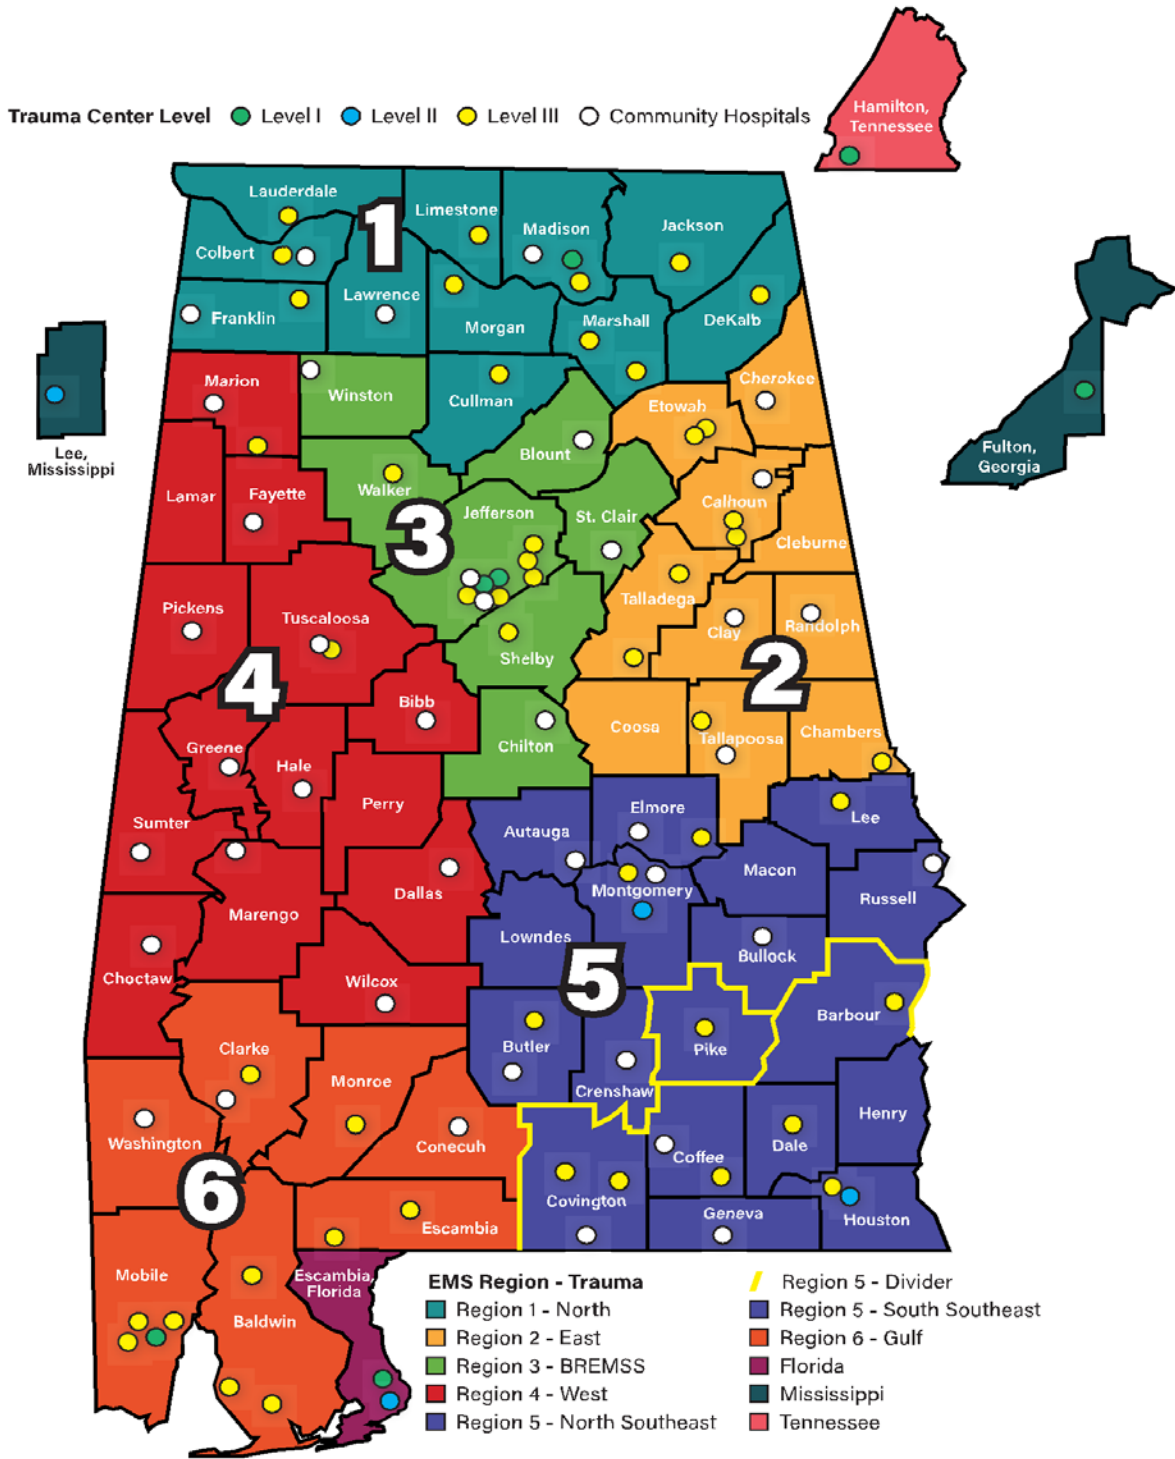 Hamilton,
Tennessee
Trauma Center Level Level I Level II Level III Community Hospitals
Lauderdale
Limestone
Madison
Jackson
1
Colbert
Lawrence
Franklin
Morgan
Marshall
DeKalb
Marion
Winston
Cullman
Cherokee
Etowah
Lee,
Mississippi
Fulton,
Georgia
Blount
Lamar
Fayette
Walker
Jefferson
St. Clair
Calhoun
Cleburne
3
Pickens
Tuscaloosa
Talladega
Clay
Randolph
Shelby
4
2
Bibb
Greene
Hale
Chilton
Coosa
Tallapoosa
Chambers
Perry
Sumter
Elmore
Autauga
Lee
Dallas
Montgomery
Macon
Russell
Marengo
Lowndes
Bullock
Choctaw
Wilcox
5
Barbour
Clarke
Butler
Pike
Monroe
Crenshaw
Henry
Washington
Conecuh
Coffee
Dale
6
Covington
Geneva
Houston
Escambia
Mobile
Escambia,
Florida
Baldwin
EMS Region - Trauma
Region 1 - North
Region 2 - East
Region 3 - BREMSS
Region 4 - West
Region 5 - North Southeast
Region 5 - Divider
Region 5 - South Southeast
Region 6 - Gulf
Florida
Mississippi
Tennessee